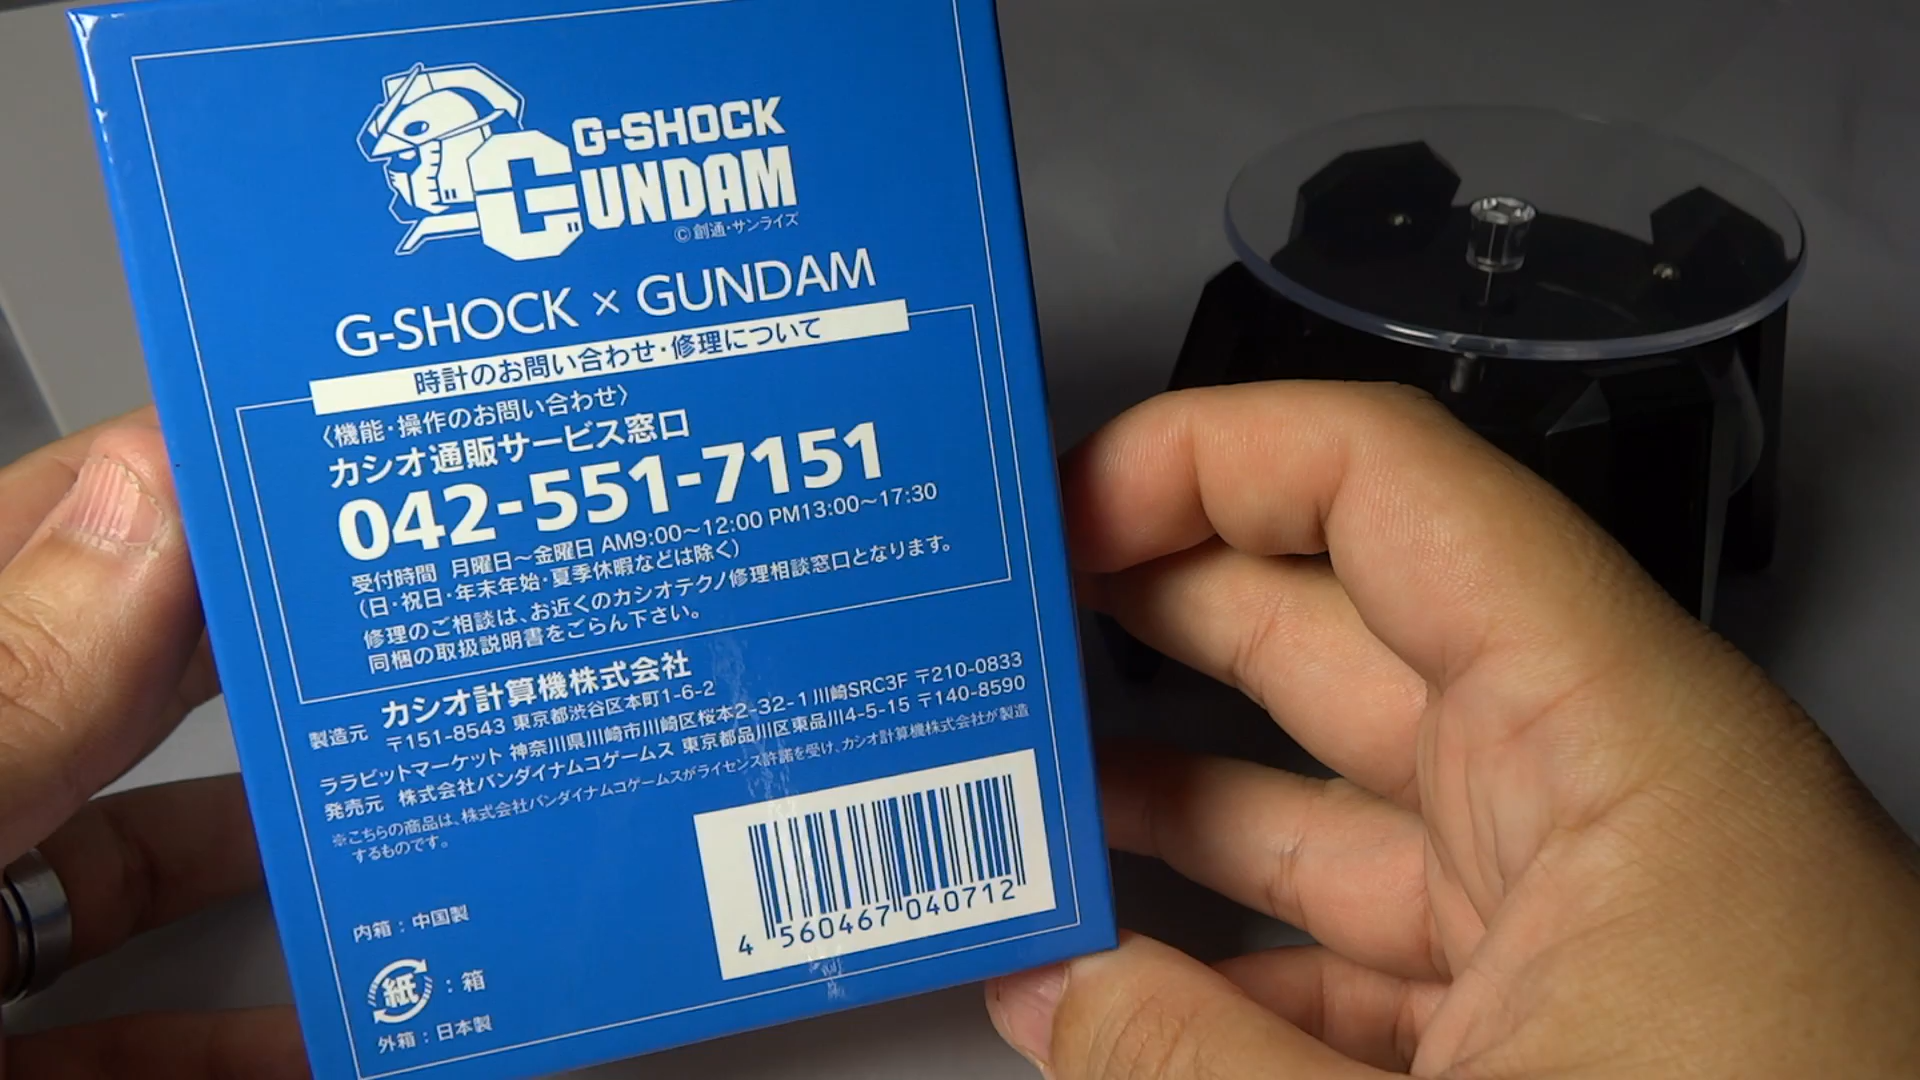 G-SHOCK
GUNDAM
©創通・サンライズ
G-SHOCK × GUNDAM
時計のお問い合わせ・修理について
〈機能・操作のお問い合わせ〉
カシオ通販サービス窓口
042-551-7151
受付時間 月曜日～金曜日 AM9:00～12:00 PM13:00～17:30
（日・祝日・年末年始・夏季休暇などは除く）
修理のご相談は、お近くのカシオテクノ修理相談窓口となります。
同梱の取扱説明書をごらん下さい。
製造元 カシオ計算機株式会社
〒151-8543 東京都渋谷区本町1-6-2
ララビットマーケット 神奈川県川崎市川崎区桜本2-32-1川崎SRC3F 〒210-0833
発売元 株式会社バンダイナムコゲームス 東京都品川区東品川4-5-15 〒140-8590
※こちらの商品は、株式会社バンダイナムコゲームスがライセンス許諾を受け、カシオ計算機株式会社が製造
するものです。
内箱：中国製
紙：箱
外箱：日本製
4 560467 040712